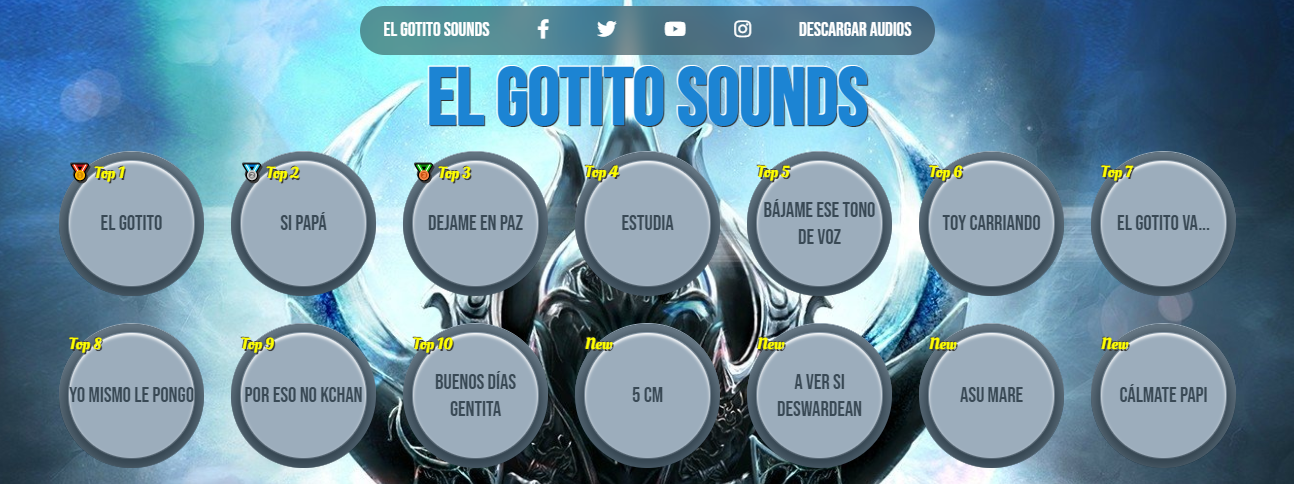 EL GOTITO SOUNDS
DESCARGAR AUDIOS
EL GOTITO SOUNDS
Top 1
EL GOTITO
Top 2
SI PAPÁ
Top 3
DEJAME EN PAZ
Top 4
ESTUDIA
Top 5
BÁJAME ESE TONO
DE VOZ
Top 6
TOY CARRIANDO
Top 7
EL GOTITO VA...
Top 8
YO MISMO LE PONGO
Top 9
POR ESO NO KCHAN
Top 10
BUENOS DÍAS
GENTITA
New
5 CM
New
A VER SI
DESWARDEAN
New
ASU MARE
New
CÁLMATE PAPI